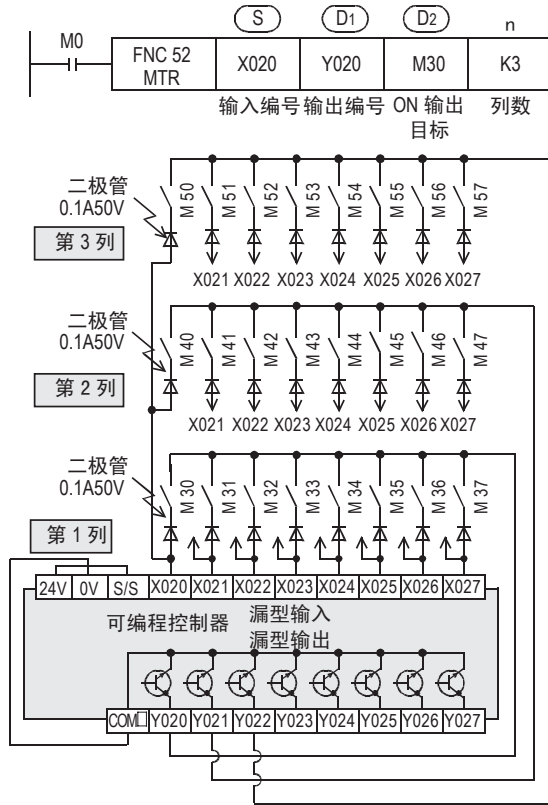 S D1 D2 n
M0
FNC 52 MTR X020 Y020 M30 K3
输入编号 输出编号 ON 输出目标 列数
二极管
0.1A50V
第 3 列
M 50 M 51 M 52 M 53 M 54 M 55 M 56 M 57
X021 X022 X023 X024 X025 X026 X027
二极管
0.1A50V
第 2 列
M 40 M 41 M 42 M 43 M 44 M 45 M 46 M 47
X021 X022 X023 X024 X025 X026 X027
二极管
0.1A50V
第 1 列
M 30 M 31 M 32 M 33 M 34 M 35 M 36 M 37
24V 0V S/S X020 X021 X022 X023 X024 X025 X026 X027
可编程控制器 漏型输入
漏型输出
COM□ Y020 Y021 Y022 Y023 Y024 Y025 Y026 Y027